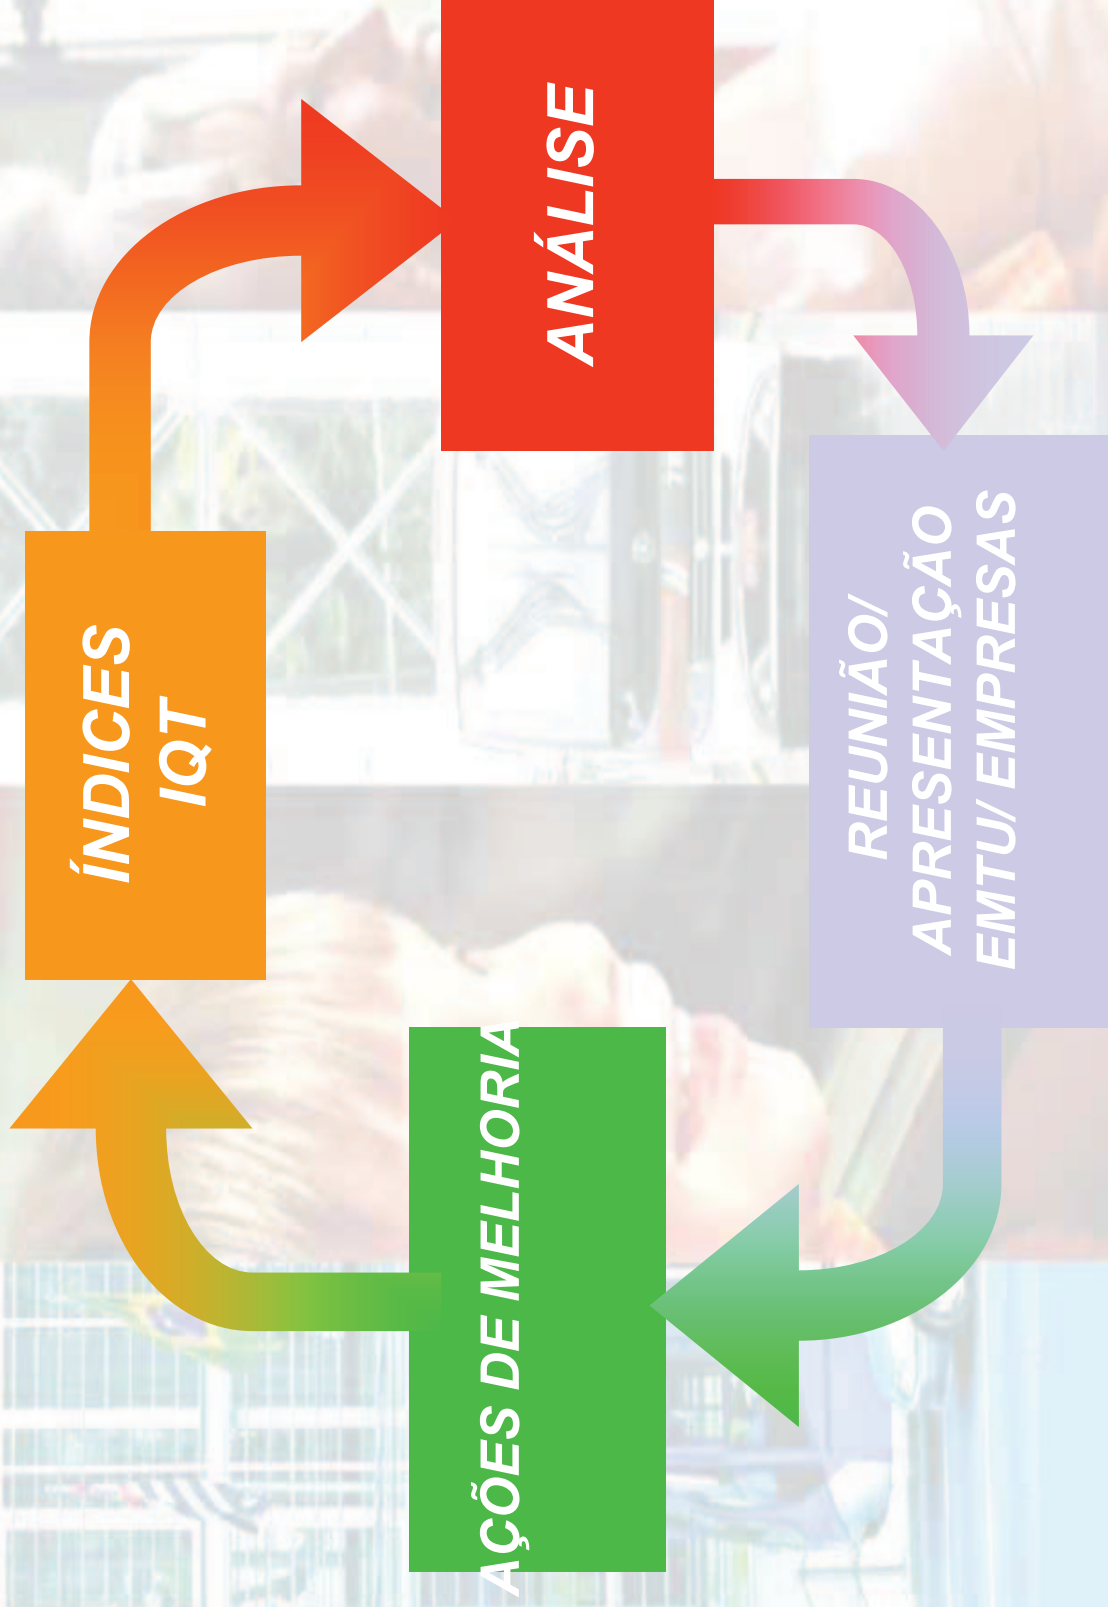 ÍNDICES
IQT
ANÁLISE
REUNIÃO/
APRESENTAÇÃO
EMTU/ EMPRESAS
AÇÕES DE MELHORIA